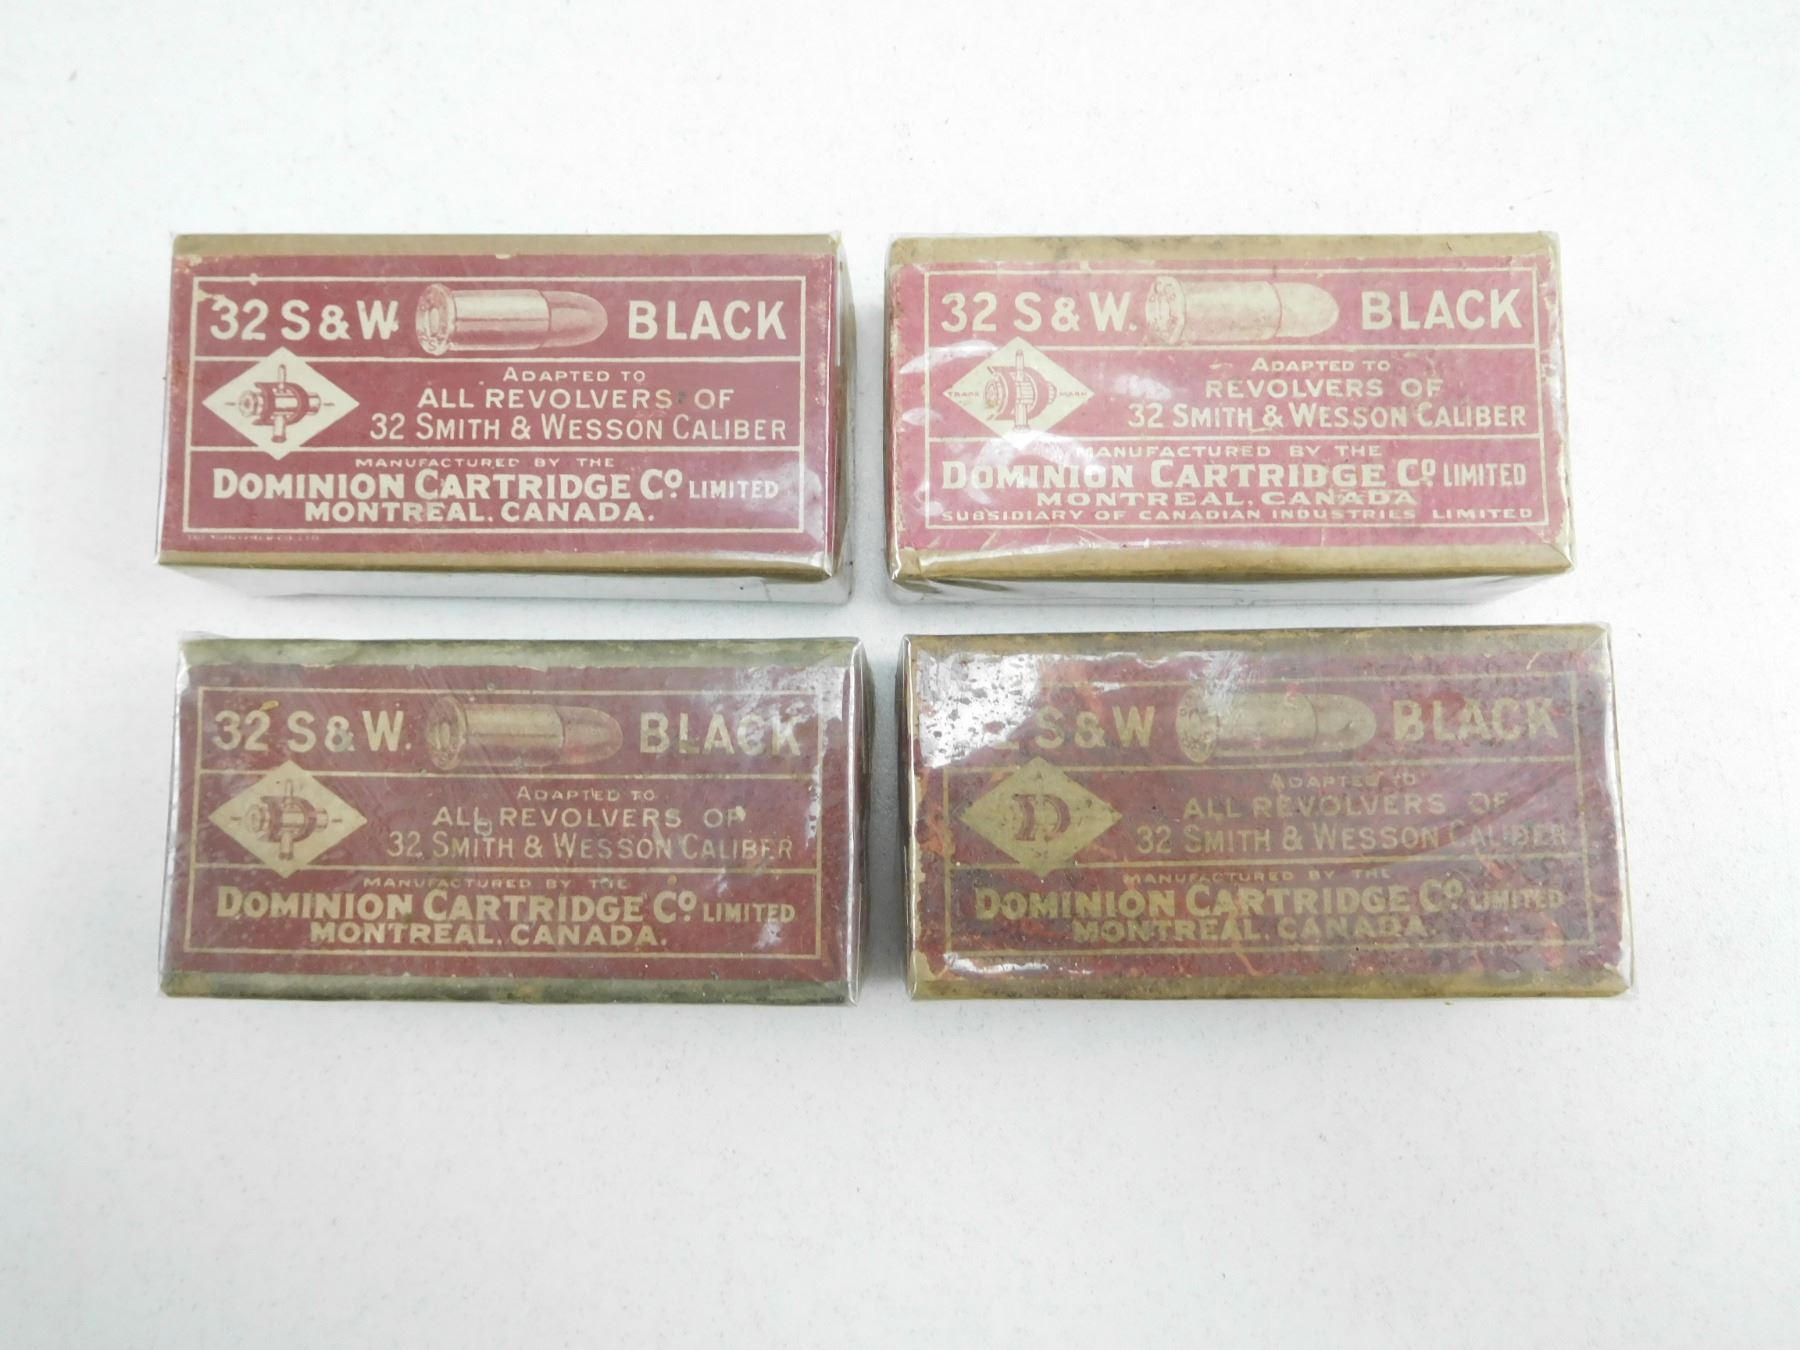 32 S & W. BLACK
ADAPTED TO
ALL REVOLVERS OF
32 SMITH & WESSON CALIBER
MANUFACTURED BY THE
DOMINION CARTRIDGE Co LIMITED
MONTREAL, CANADA.
32 S & W. BLACK
TRADE MARK
ADAPTED TO
REVOLVERS OF
32 SMITH & WESSON CALIBER
MANUFACTURED BY THE
DOMINION CARTRIDGE Co LIMITED
MONTREAL, CANADA
SUBSIDIARY OF CANADIAN INDUSTRIES LIMITED
32 S & W. BLACK
ADAPTED TO
ALL REVOLVERS OF
32 SMITH & WESSON CALIBER
MANUFACTURED BY THE
DOMINION CARTRIDGE Co LIMITED
MONTREAL, CANADA.
S & W BLACK
D
ADAPTED TO
ALL REVOLVERS OF
32 SMITH & WESSON CALIBER
MANUFACTURED BY THE
DOMINION CARTRIDGE Co LIMITED
MONTREAL, CANADA